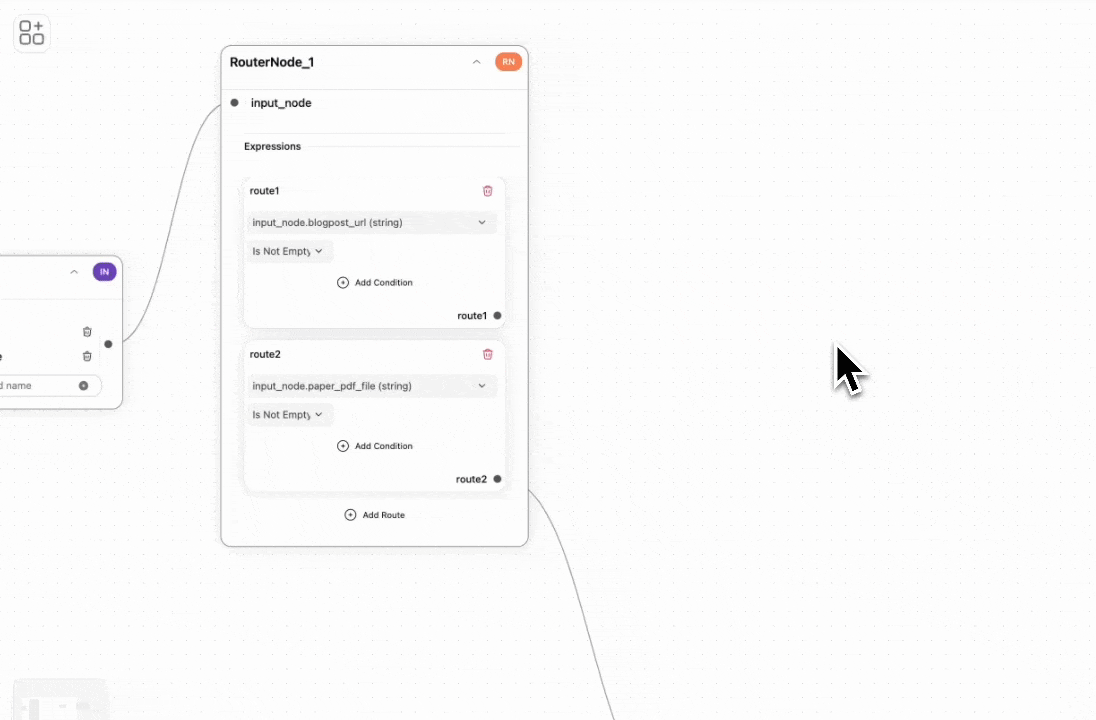 RouterNode_1
RN
input_node
Expressions
route1
input_node.blogpost_url (string)
Is Not Empty
Add Condition
route1
route2
input_node.paper_pdf_file (string)
Is Not Empty
Add Condition
route2
Add Route
IN
name